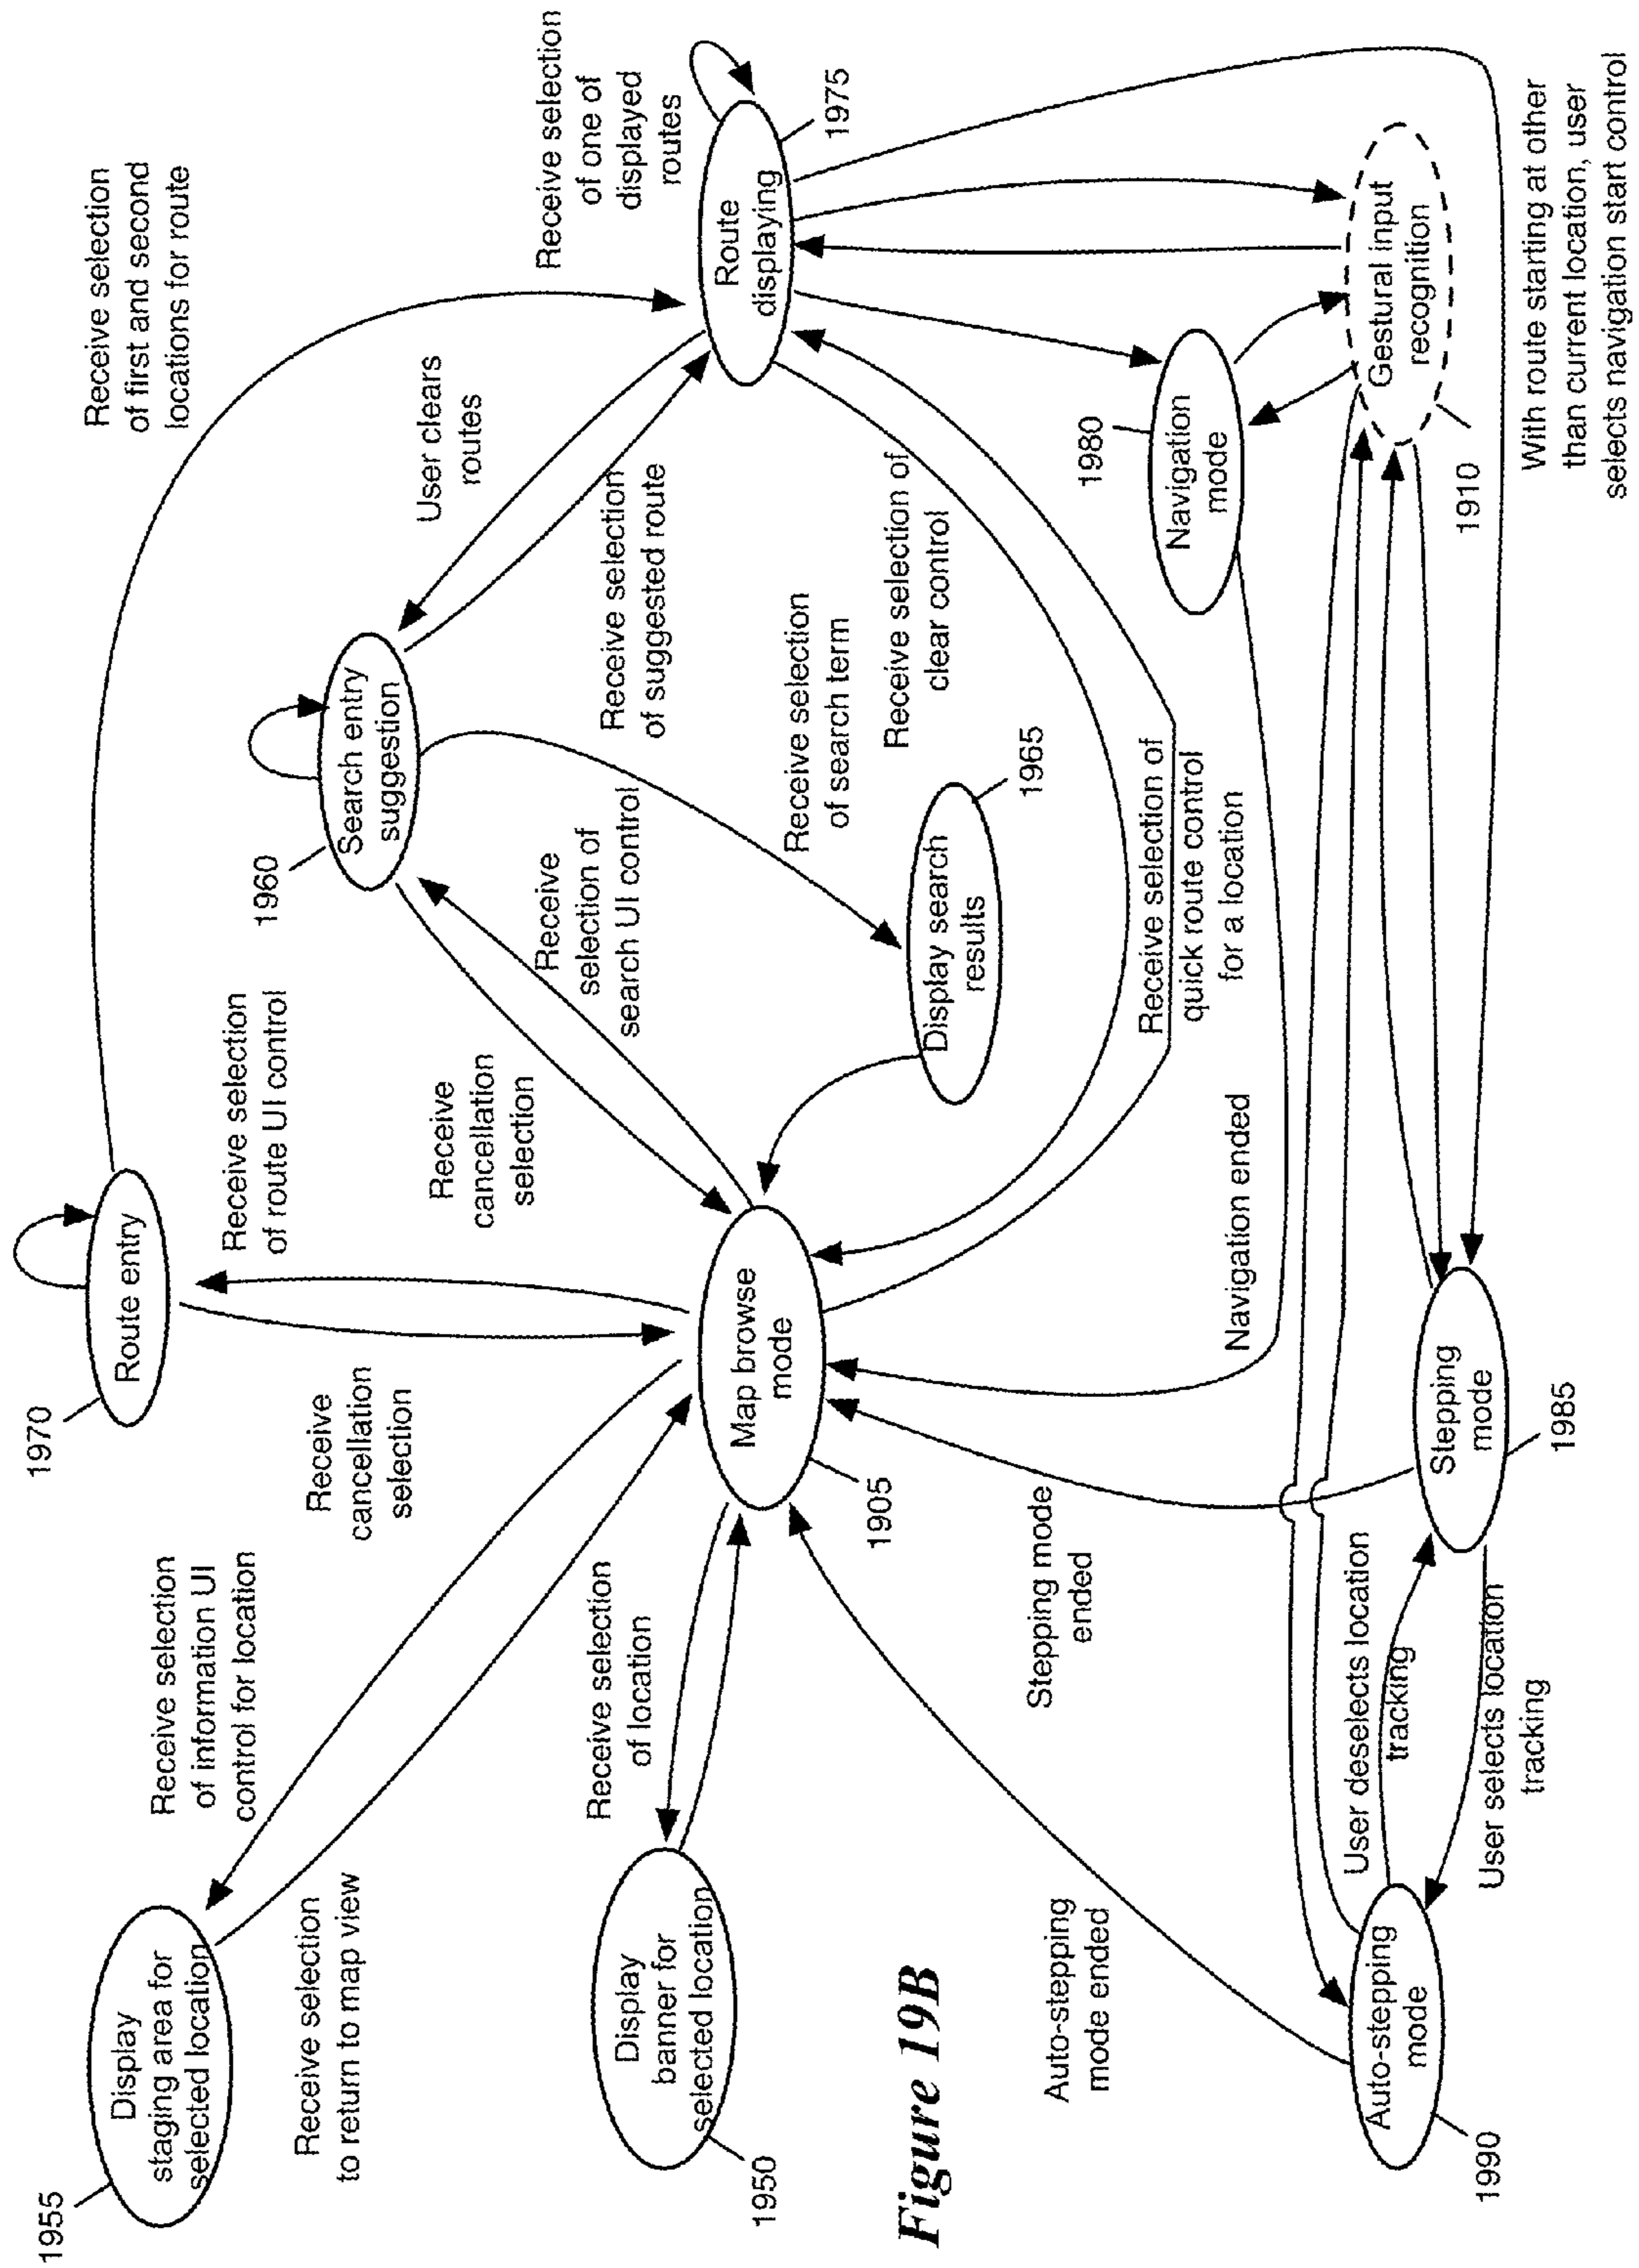 1955
Display
staging area for
selected location
Receive selection
of information UI
control for location
Receive selection
to return to map view
1970
Route entry
Receive
cancellation
selection
Receive selection
of route UI control
Receive selection
of first and second
locations for route
1960
Search entry
suggestion
Receive
cancellation
selection
Receive
selection of
search UI control
User clears
routes
Receive selection
of suggested route
Receive selection
of one of
displayed
routes
Route
displaying
1975
1950
Display
banner for
selected location
Receive selection
of location
Map browse
mode
1905
Display search
results
1965
Receive selection
of search term
Receive selection of
clear control
Receive selection of
quick route control
for a location
Navigation
mode
1980
Navigation ended
Stepping mode
ended
Auto-stepping
mode ended
Gestural input
recognition
1910
Auto-stepping
mode
1990
User deselects location
tracking
User selects location
tracking
Stepping
mode
1985
With route starting at other
than current location, user
selects navigation start control
Figure 19B